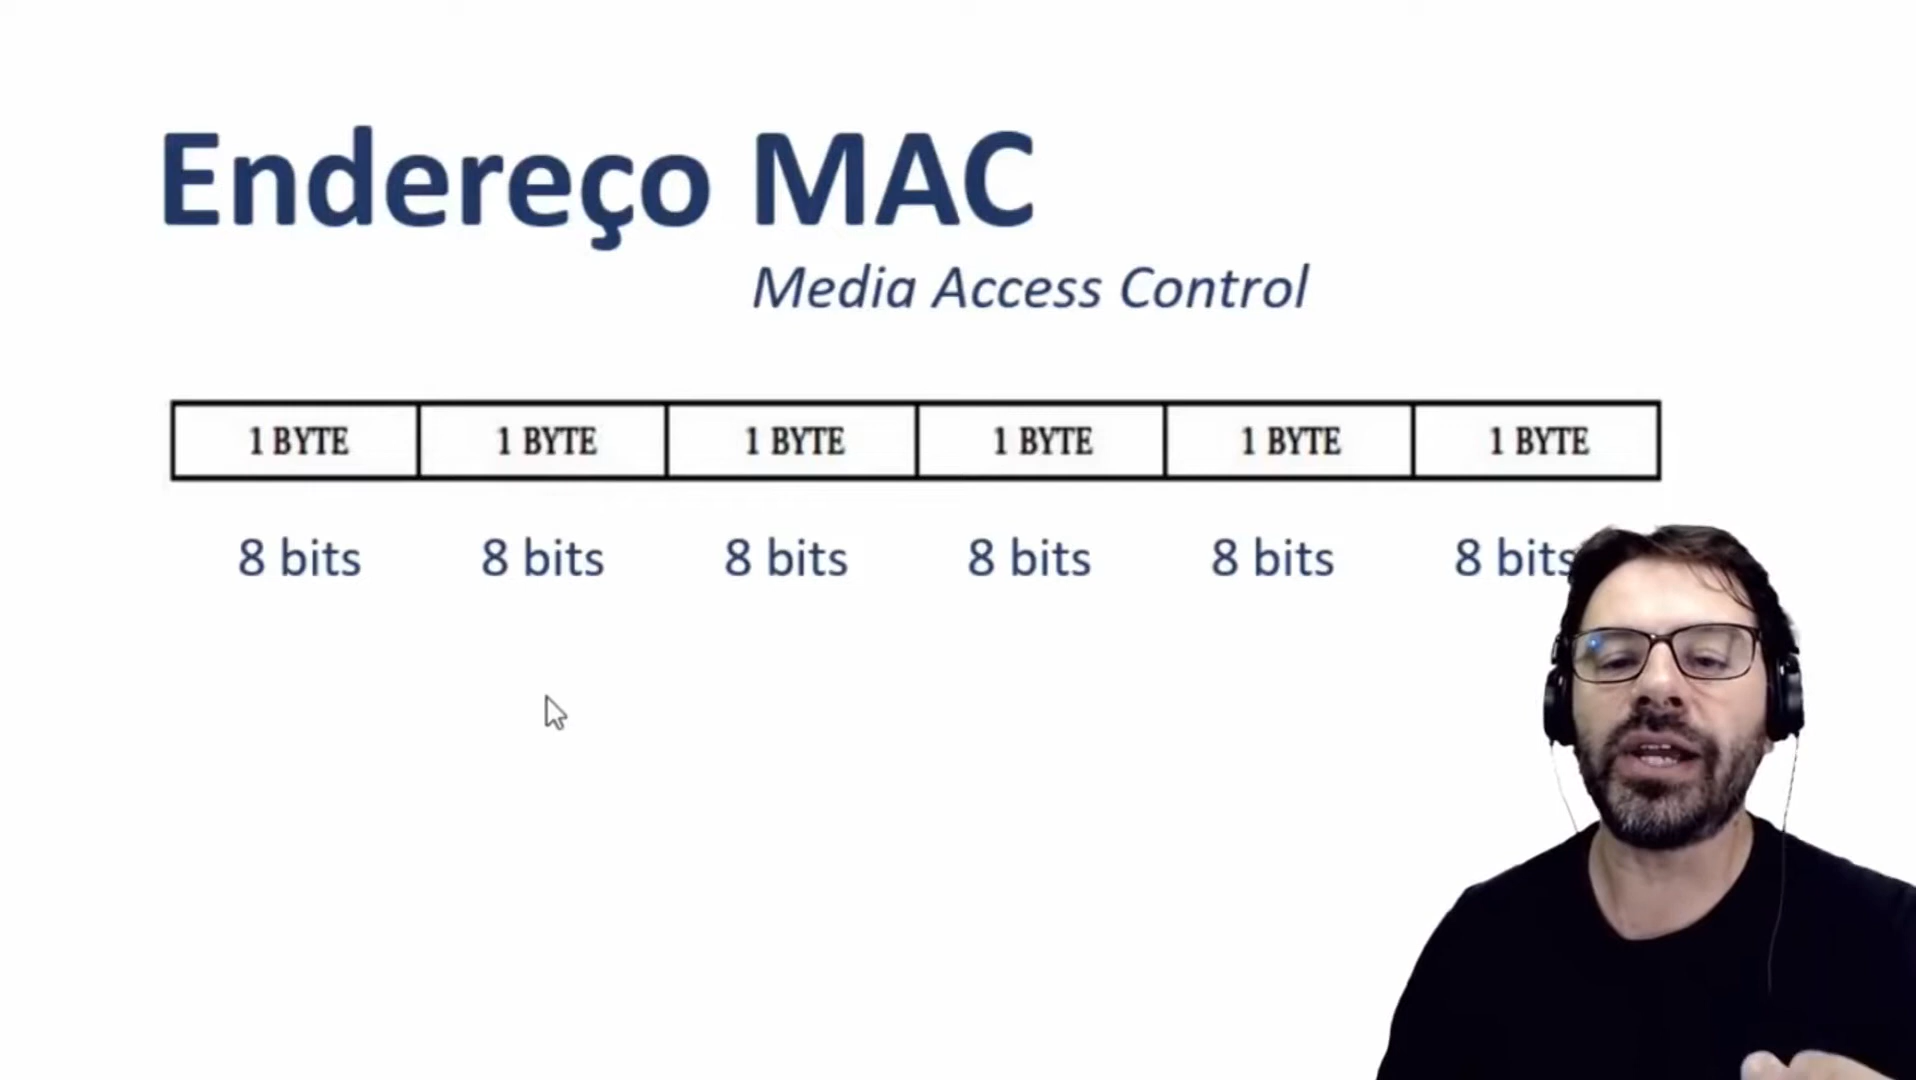 Endereço MAC
Media Access Control
1 BYTE 1 BYTE 1 BYTE 1 BYTE 1 BYTE 1 BYTE
8 bits 8 bits 8 bits 8 bits 8 bits 8 bits